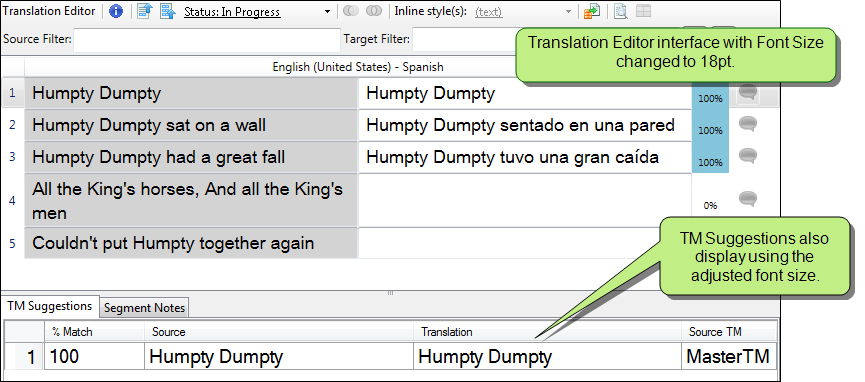 Translation Editor Status: In Progress Inline style(s): (text)
Source Filter: Target Filter:
Translation Editor interface with Font Size
changed to 18pt.
English (United States) - Spanish
1 Humpty Dumpty Humpty Dumpty 100%
2 Humpty Dumpty sat on a wall Humpty Dumpty sentado en una pared 100%
3 Humpty Dumpty had a great fall Humpty Dumpty tuvo una gran caída 100%
4 All the King's horses, And all the King's
men 0%
5 Couldn't put Humpty together again
TM Suggestions also
display using the
adjusted font size.
TM Suggestions Segment Notes
% Match Source Translation Source TM
1 100 Humpty Dumpty Humpty Dumpty MasterTM